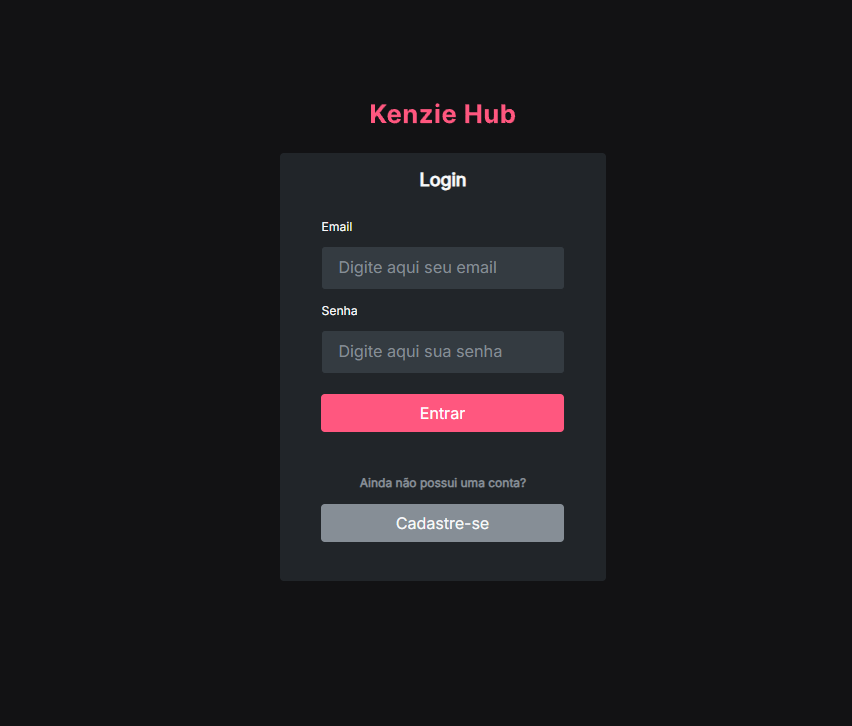 Kenzie Hub
Login
Email
Digite aqui seu email
Senha
Digite aqui sua senha
Entrar
Ainda não possui uma conta?
Cadastre-se